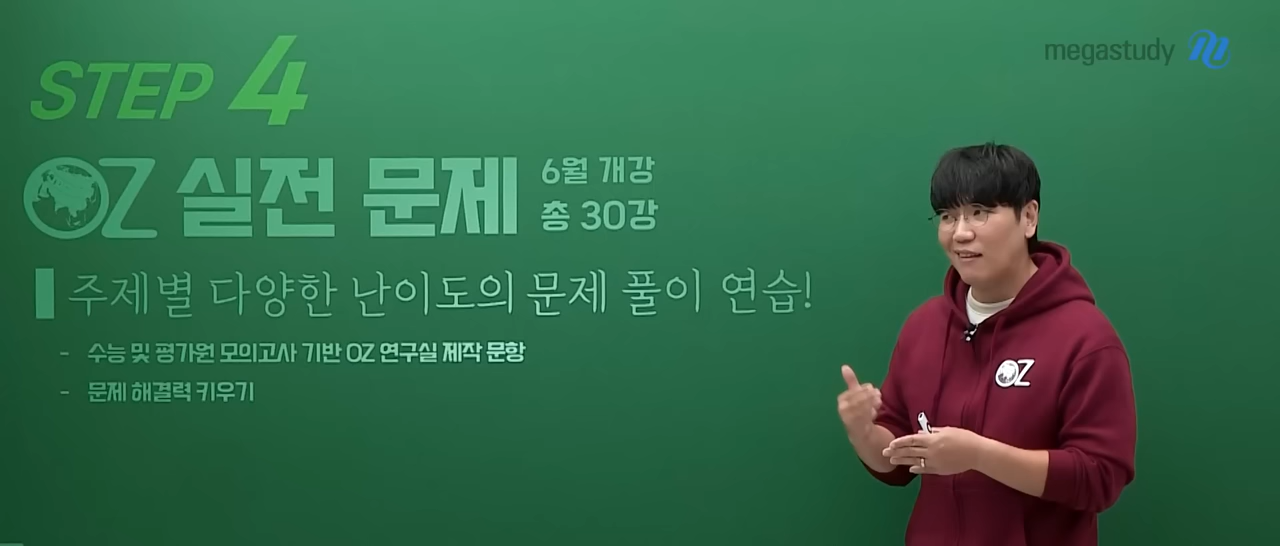 megastudy
STEP 4
OZ 실전 문제
6월 개강
총 30강
주제별 다양한 난이도의 문제 풀이 연습!
- 수능 및 평가원 모의고사 기반 OZ 연구실 제작 문항
- 문제 해결력 키우기
OZ